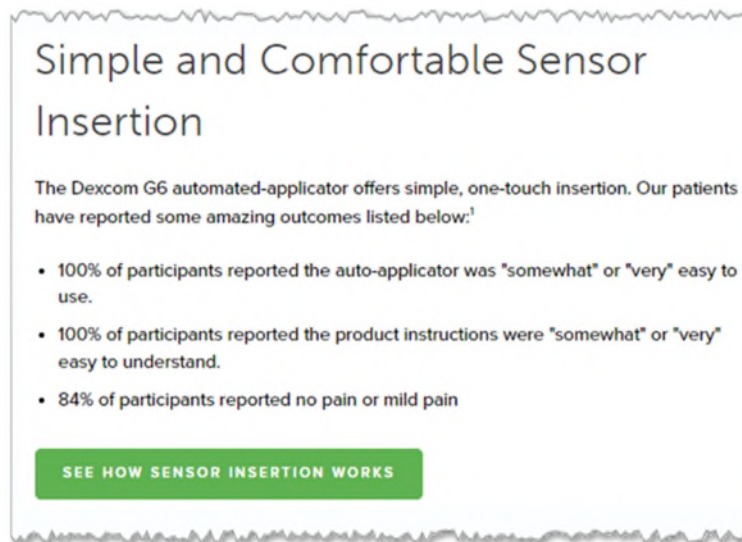 Simple and Comfortable Sensor
Insertion
The Dexcom G6 automated-applicator offers simple, one-touch insertion. Our patients
have reported some amazing outcomes listed below:¹
• 100% of participants reported the auto-applicator was "somewhat" or "very" easy to
use.
• 100% of participants reported the product instructions were "somewhat" or "very"
easy to understand.
• 84% of participants reported no pain or mild pain
SEE HOW SENSOR INSERTION WORKS